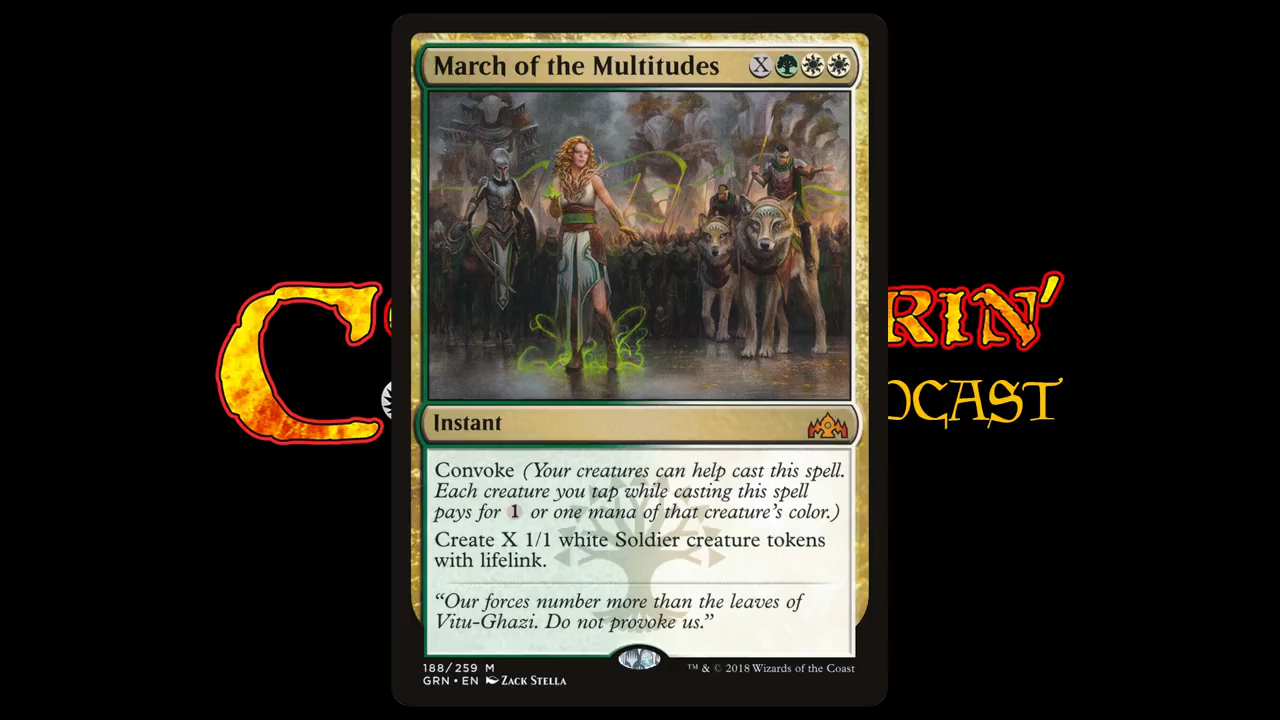 March of the Multitudes X
C RIN'
OCAST
Instant
Convoke (Your creatures can help cast this spell.
Each creature you tap while casting this spell
pays for 1 or one mana of that creature's color.)
Create X 1/1 white Soldier creature tokens
with lifelink.
“Our forces number more than the leaves of
Vitu-Ghazi. Do not provoke us.”
188/259 M
GRN • EN Zack Stella
™ & © 2018 Wizards of the Coast